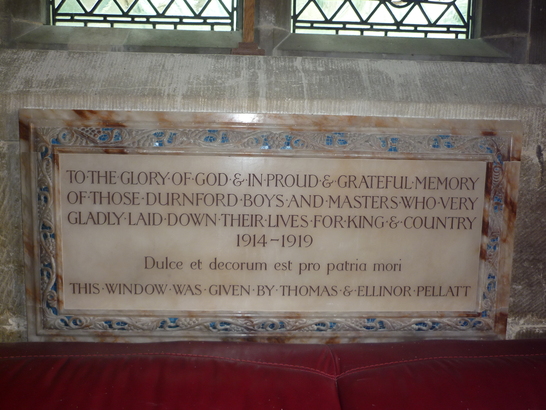 TO·THE·GLORY·OF·GOD·&·IN·PROUD·&·GRATEFUL·MEMORY
OF·THOSE·DURNFORD·BOYS·AND·MASTERS·WHO·VERY
GLADLY·LAID·DOWN·THEIR·LIVES·FOR·KING·&·COUNTRY
1914-1919
Dulce et decorum est pro patria mori
THIS·WINDOW·WAS·GIVEN·BY·THOMAS·&·ELLINOR·PELLATT